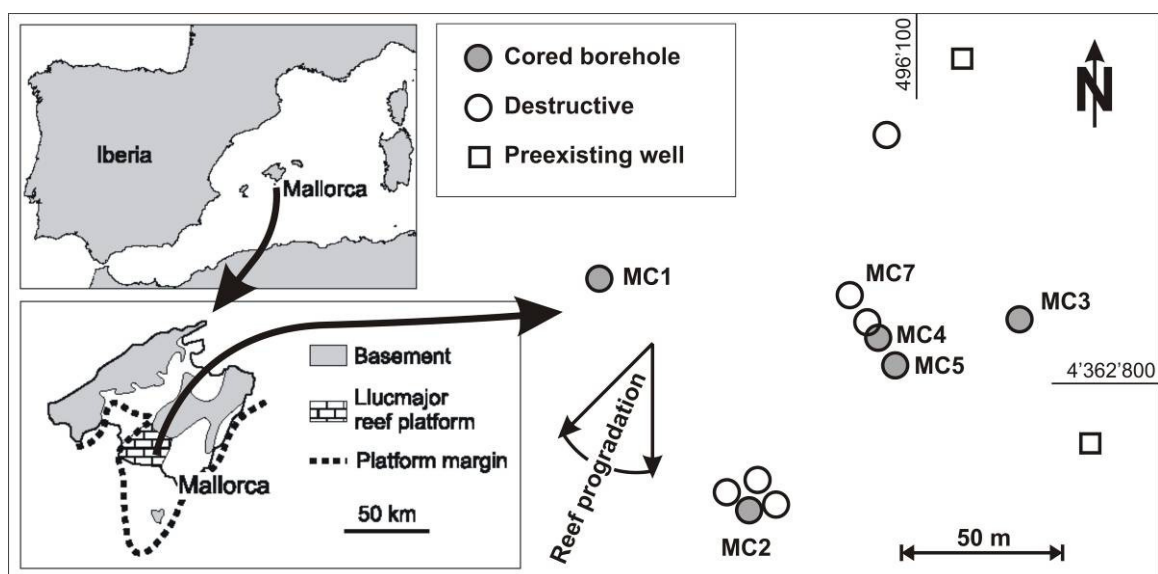 Iberia
Mallorca
Basement
Llucmajor
reef platform
Platform margin
Mallorca
50 km
Cored borehole
Destructive
Preexisting well
496'100
N
MC1
MC7
MC3
MC4
MC5
4'362'800
Reef progradation
MC2
50 m